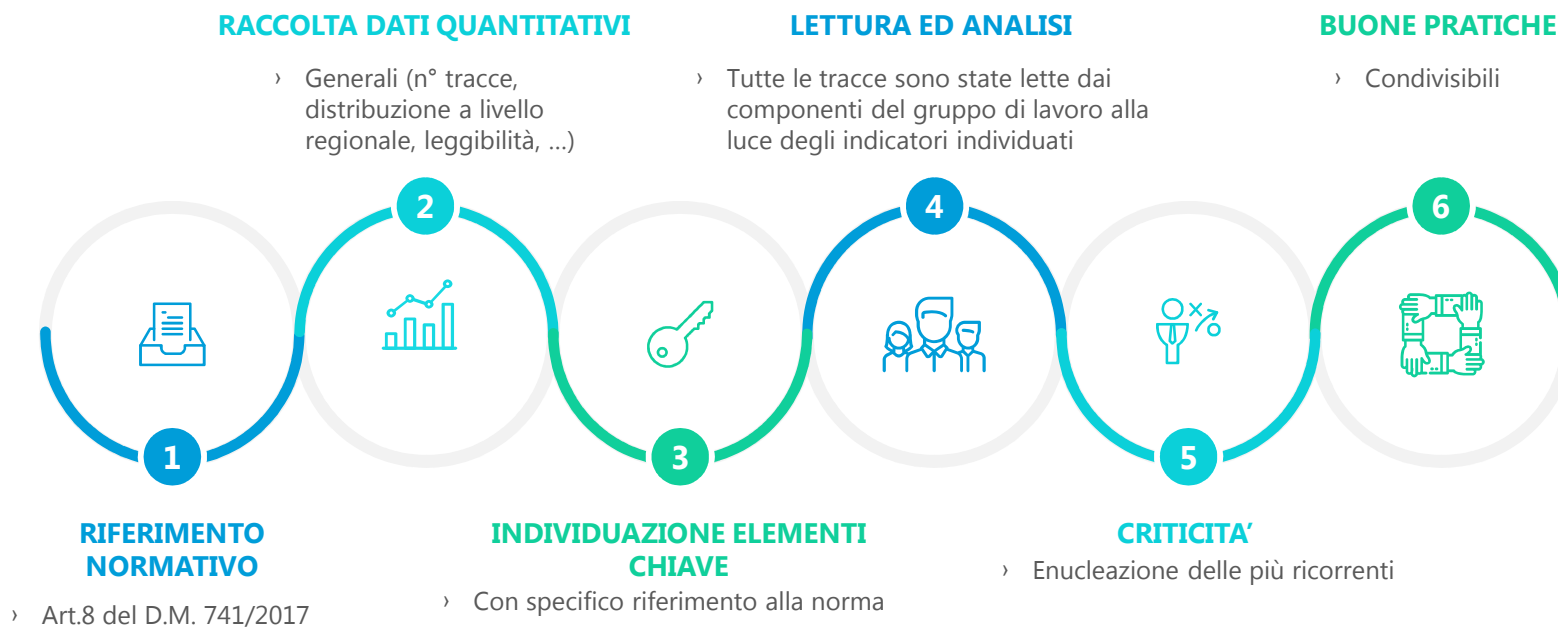 RACCOLTA DATI QUANTITATIVI
› Generali (n° tracce,
distribuzione a livello
regionale, leggibilità, …)
LETTURA ED ANALISI
› Tutte le tracce sono state lette dai
componenti del gruppo di lavoro alla
luce degli indicatori individuati
BUONE PRATICHE
› Condivisibili
2
4
6
1
3
5
RIFERIMENTO
NORMATIVO
› Art.8 del D.M. 741/2017
INDIVIDUAZIONE ELEMENTI
CHIAVE
› Con specifico riferimento alla norma
CRITICITA’
› Enucleazione delle più ricorrenti